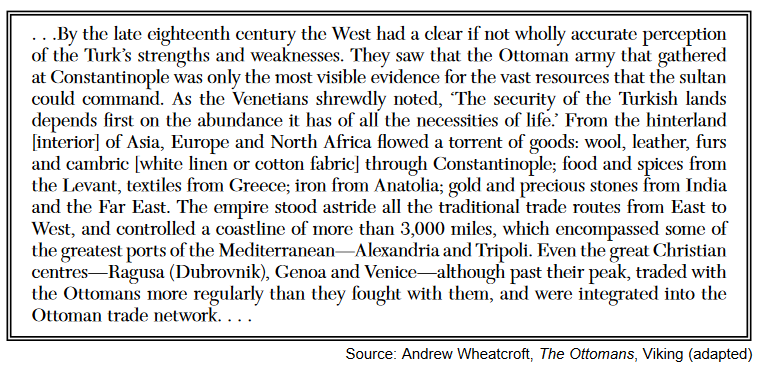 . . .By the late eighteenth century the West had a clear if not wholly accurate perception
of the Turk’s strengths and weaknesses. They saw that the Ottoman army that gathered
at Constantinople was only the most visible evidence for the vast resources that the sultan
could command. As the Venetians shrewdly noted, ‘The security of the Turkish lands
depends first on the abundance it has of all the necessities of life.’ From the hinterland
[interior] of Asia, Europe and North Africa flowed a torrent of goods: wool, leather, furs
and cambric [white linen or cotton fabric] through Constantinople; food and spices from
the Levant, textiles from Greece; iron from Anatolia; gold and precious stones from India
and the Far East. The empire stood astride all the traditional trade routes from East to
West, and controlled a coastline of more than 3,000 miles, which encompassed some of
the greatest ports of the Mediterranean—Alexandria and Tripoli. Even the great Christian
centres—Ragusa (Dubrovnik), Genoa and Venice—although past their peak, traded with
the Ottomans more regularly than they fought with them, and were integrated into the
Ottoman trade network. . . .
Source: Andrew Wheatcroft, The Ottomans, Viking (adapted)